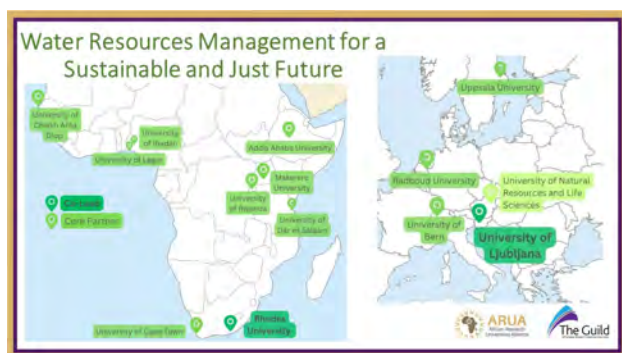 Water Resources Management for a
Sustainable and Just Future
University of
Cheikh Anta
Diop
University
of Ibadan
University of Lagos
Addis Ababa University
Makerere
University
University
of Rwanda
University of
Dar es Salaam
Core Partner
University of Cape Town
Rhodes
University
Uppsala University
Radboud University
University of Natural
Resources and Life
Sciences
University of
Bern
University of
Ljubljana
ARUA
The Guild